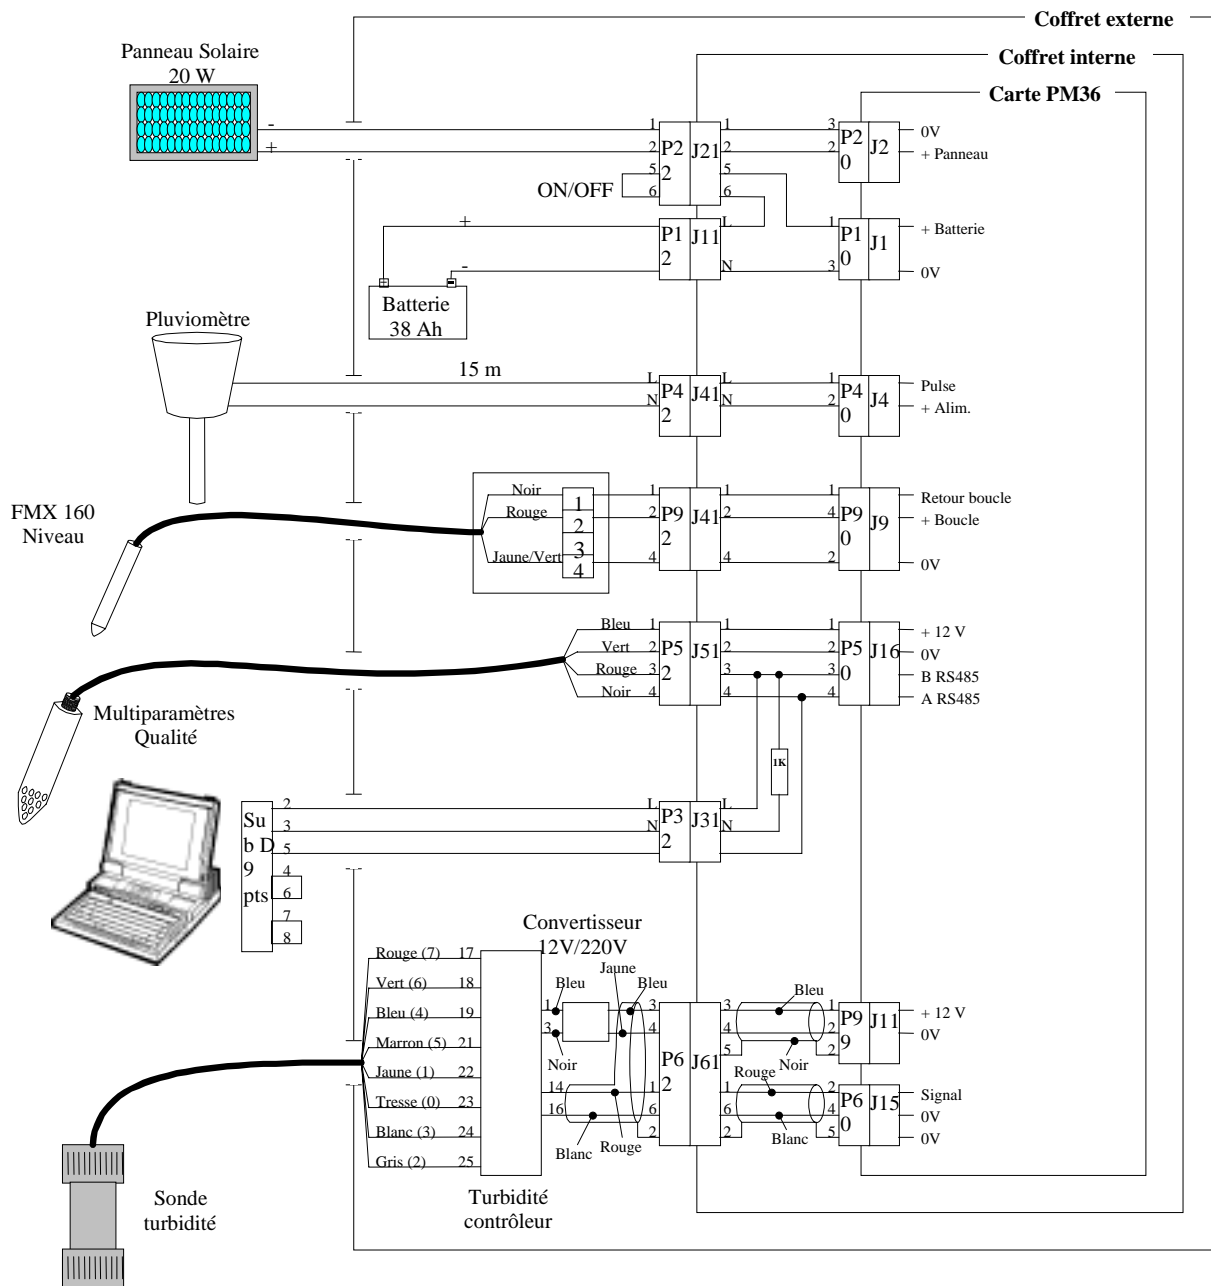 Coffret externe
Coffret interne
Carte PM36
Panneau Solaire
20 W
-
+
1
2
5
6
P2
2
J21
1
2
5
6
3
2
P2
0
J2
0V
+ Panneau
ON/OFF
+
-
P1
2
J11
L
N
1
3
P1
0
J1
+ Batterie
0V
Batterie
38 Ah
Pluviomètre
15 m
L
N
P4
2
J41
L
N
1
2
P4
0
J4
Pulse
+ Alim.
FMX 160
Niveau
Noir
Rouge
Jaune/Vert
1
2
3
4
1
2
4
P9
2
J41
1
2
4
1
4
2
P9
0
J9
Retour boucle
+ Boucle
0V
Bleu
Vert
Rouge
Noir
1
2
3
4
P5
2
J51
1
2
3
4
1
2
3
4
P5
0
J16
+ 12 V
0V
B RS485
A RS485
Multiparamètres
Qualité
1K
Su
b D
9
pts
2
3
5
4
6
7
8
L
N
P3
2
J31
L
N
Convertisseur
12V/220V
Rouge (7) 17
Vert (6) 18
Bleu (4) 19
Marron (5) 21
Jaune (1) 22
Tresse (0) 23
Blanc (3) 24
Gris (2) 25
1
3
14
16
Bleu
Noir
Jaune
Bleu
Blanc
Rouge
3
4
1
6
2
P6
2
J61
3
4
5
1
6
2
Bleu
Noir
Rouge
Blanc
1
2
2
P9
9
J11
+ 12 V
0V
2
4
5
P6
0
J15
Signal
0V
0V
Turbidité
contrôleur
Sonde
turbidité